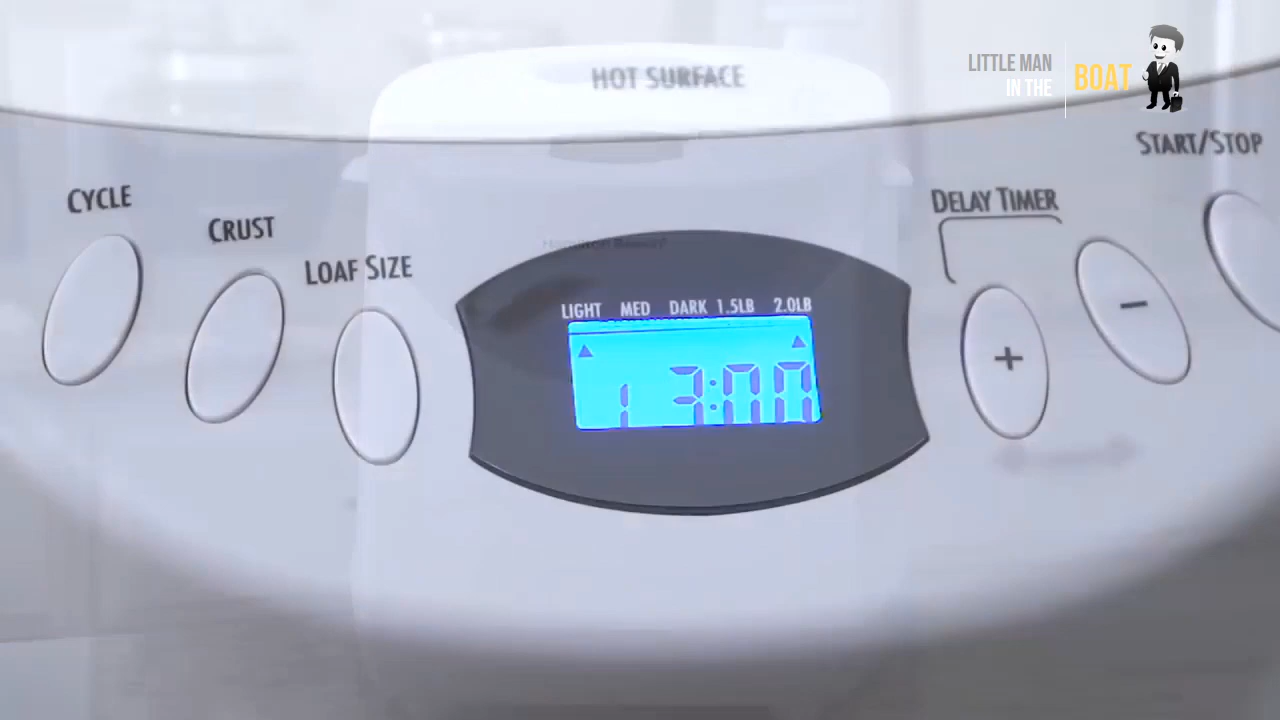 HOT SURFACE
LITTLE MAN
IN THE
BOAT
START/STOP
CYCLE
DELAY TIMER
CRUST
LOAF SIZE
LIGHT MED DARK 1.5LB 2.0LB
1 3:00
+
-